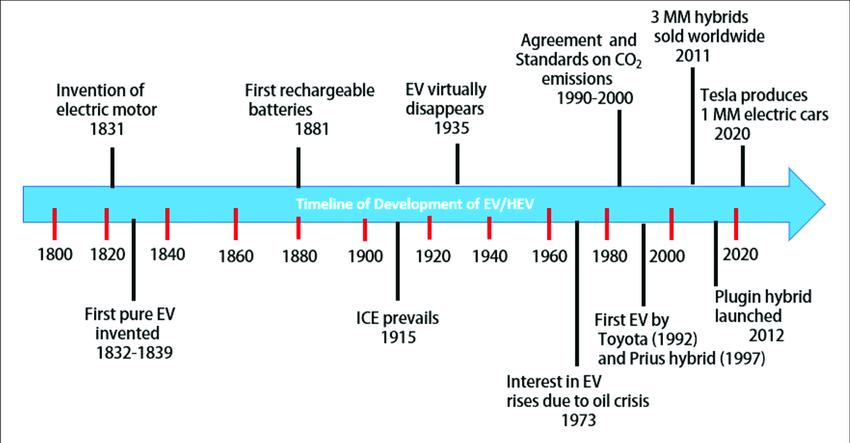 3 MM hybrids
sold worldwide
2011
Agreement and
Standards on CO₂
emissions
1990-2000
Invention of
electric motor
1831
First rechargeable
batteries
1881
EV virtually
disappears
1935
Tesla produces
1 MM electric cars
2020
Timeline of Development of EV/HEV
1800 1820 1840 1860 1880 1900 1920 1940 1960 1980 2000 2020
First pure EV
invented
1832-1839
ICE prevails
1915
Interest in EV
rises due to oil crisis
1973
First EV by
Toyota (1992)
and Prius hybrid (1997)
Plugin hybrid
launched
2012